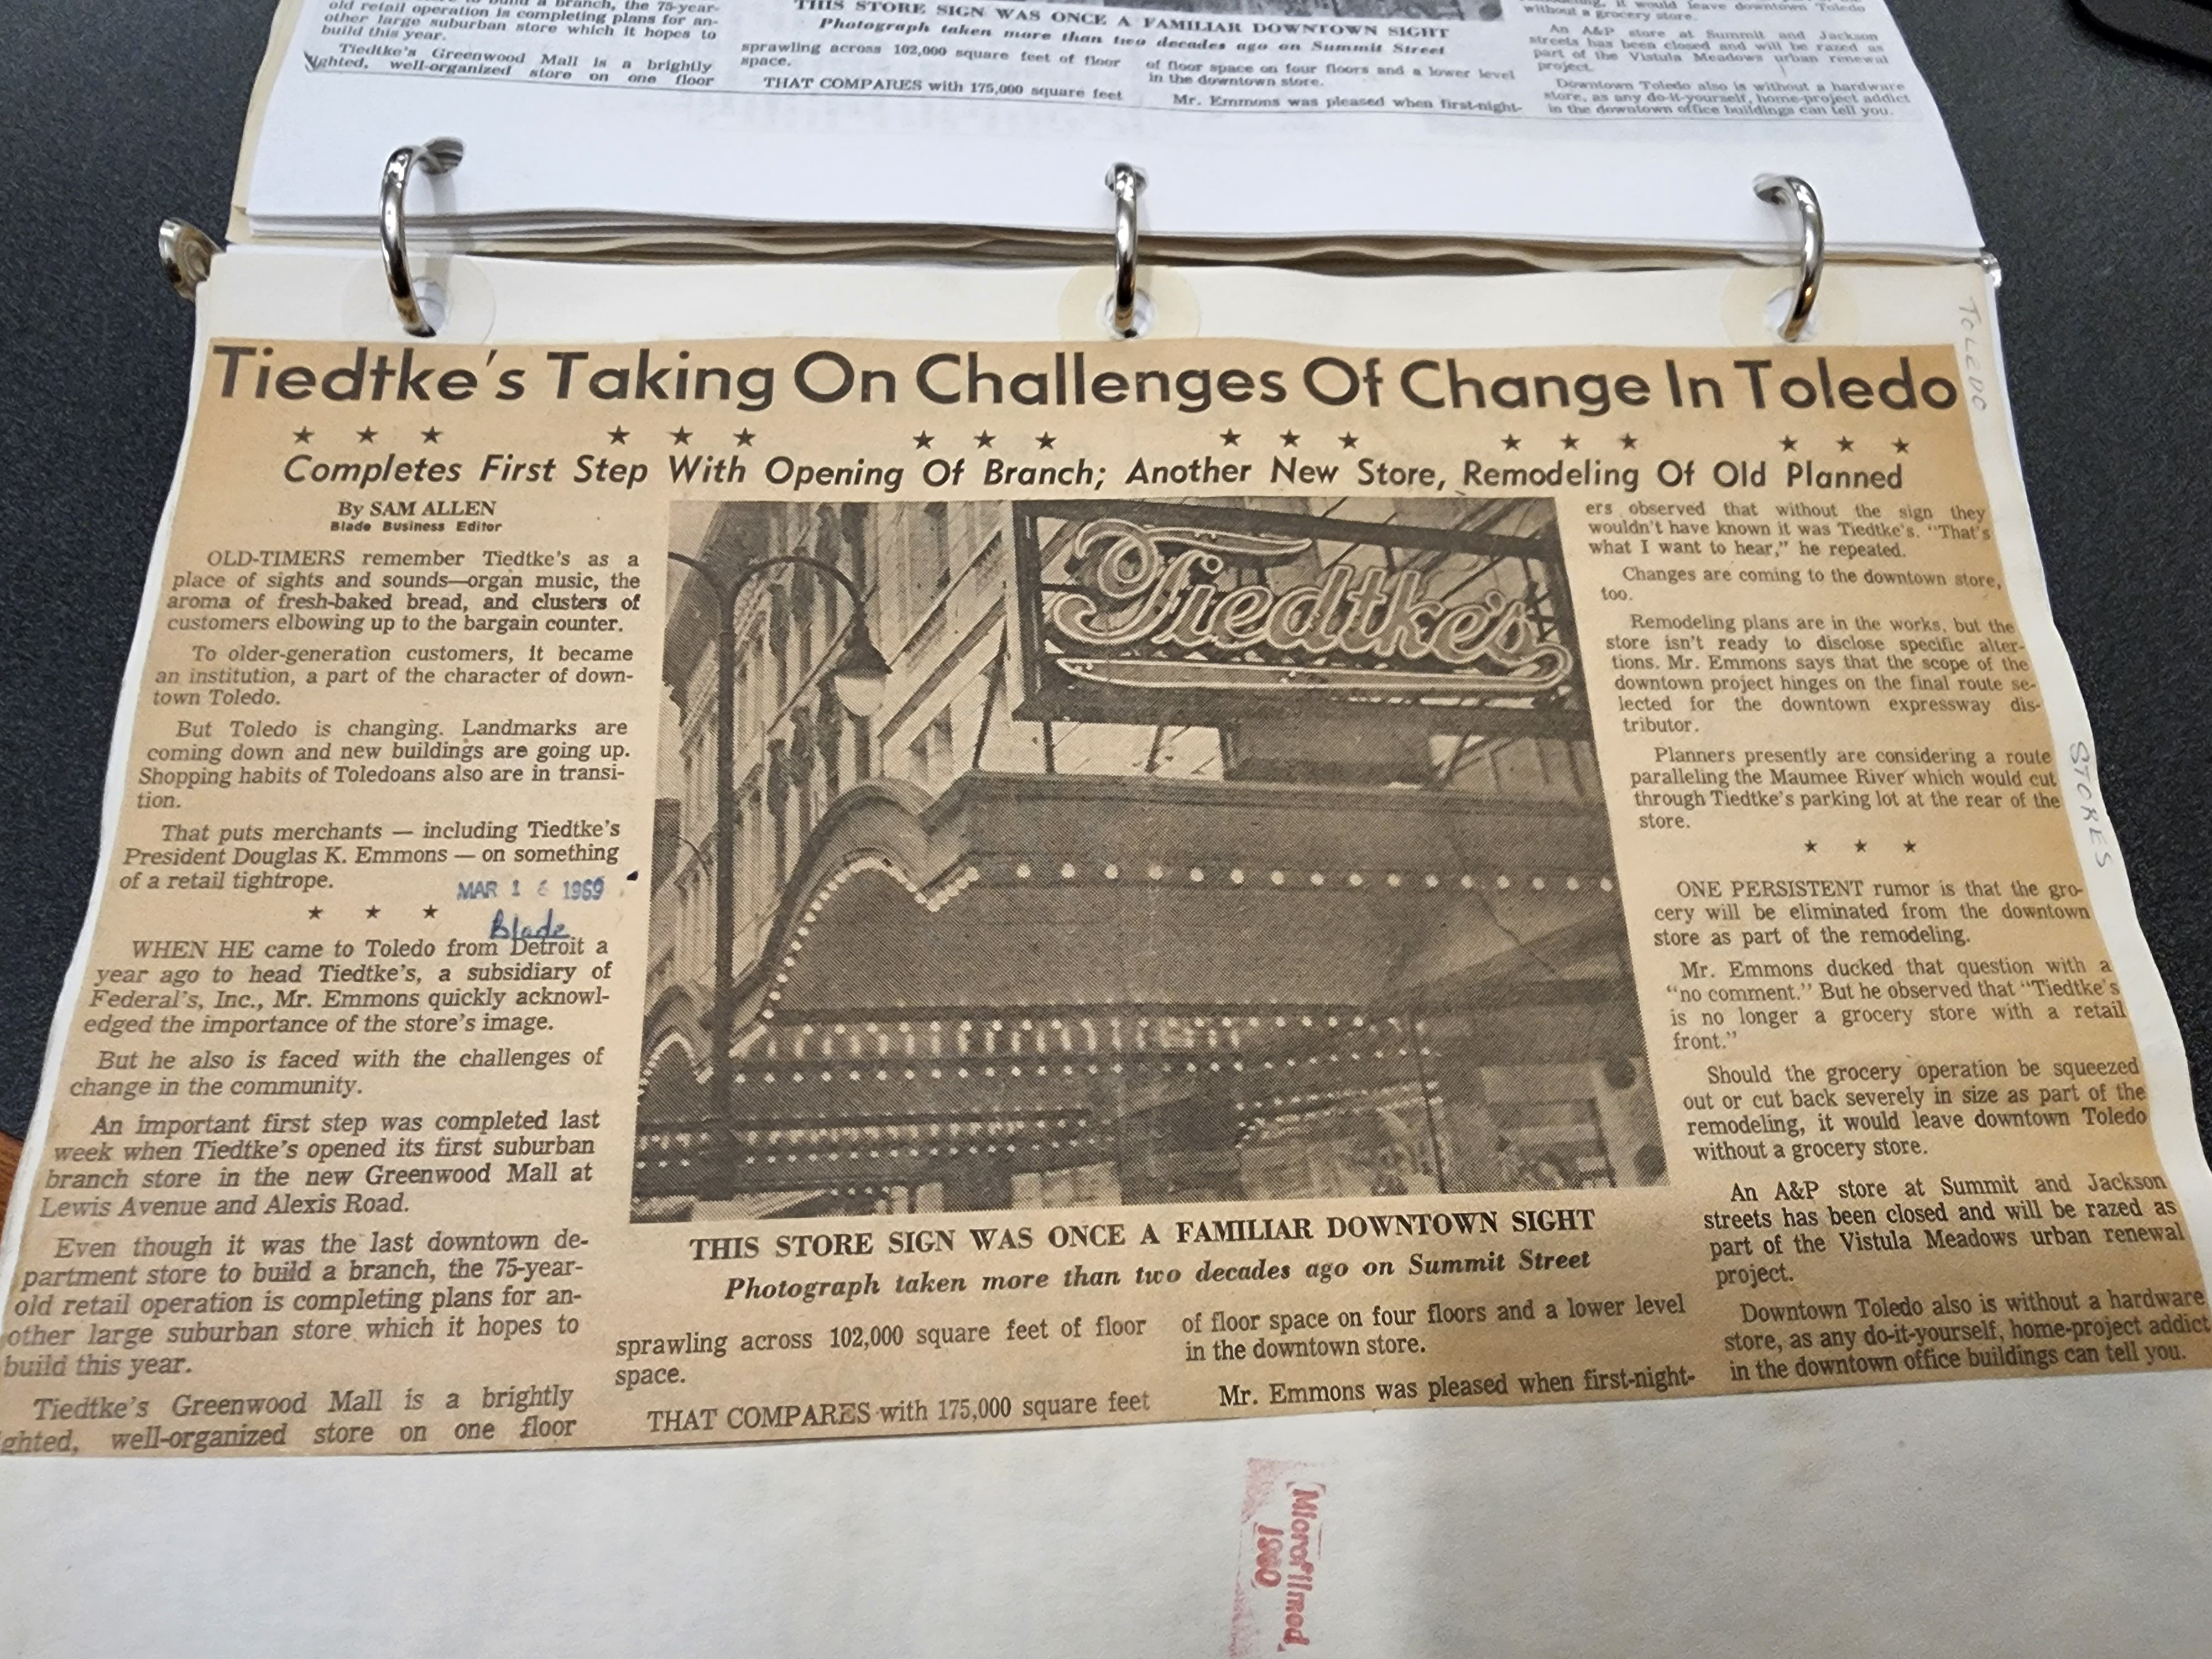 old retail operation is completing plans for an-
other large suburban store which it hopes to
build this year.
Tiedtke's Greenwood Mall is a brightly
lighted, well-organized store on one floor
THIS STORE SIGN WAS ONCE A FAMILIAR DOWNTOWN SIGHT
Photograph taken more than two decades ago on Summit Street
sprawling across 102,000 square feet of floor
space.
THAT COMPARES with 175,000 square feet
of floor space on four floors and a lower level
in the downtown store.
Mr. Emmons was pleased when first-night-
without a grocery store.
An A&P store at Summit and Jackson
streets has been closed and will be razed as
part of the Vistula Meadows urban renewal
project.
Downtown Toledo also is without a hardware
store, as any do-it-yourself, home-project addict
in the downtown office buildings can tell you.
TOLEDO
STORES
Tiedtke's Taking On Challenges Of Change In Toledo
Completes First Step With Opening Of Branch; Another New Store, Remodeling Of Old Planned
By SAM ALLEN
Blade Business Editor
OLD-TIMERS remember Tiedtke's as a
place of sights and sounds—organ music, the
aroma of fresh-baked bread, and clusters of
customers elbowing up to the bargain counter.
To older-generation customers, it became
an institution, a part of the character of down-
town Toledo.
But Toledo is changing. Landmarks are
coming down and new buildings are going up.
Shopping habits of Toledoans also are in transi-
tion.
That puts merchants — including Tiedtke's
President Douglas K. Emmons — on something
of a retail tightrope.
MAR 16 1969
Blade
★ ★ ★
WHEN HE came to Toledo from Detroit a
year ago to head Tiedtke's, a subsidiary of
Federal's, Inc., Mr. Emmons quickly acknowl-
edged the importance of the store's image.
But he also is faced with the challenges of
change in the community.
An important first step was completed last
week when Tiedtke's opened its first suburban
branch store in the new Greenwood Mall at
Lewis Avenue and Alexis Road.
Even though it was the last downtown de-
partment store to build a branch, the 75-year-
old retail operation is completing plans for an-
other large suburban store which it hopes to
build this year.
Tiedtke's Greenwood Mall is a brightly
ghted, well-organized store on one floor
Tiedtke's
THIS STORE SIGN WAS ONCE A FAMILIAR DOWNTOWN SIGHT
Photograph taken more than two decades ago on Summit Street
sprawling across 102,000 square feet of floor
space.
THAT COMPARES with 175,000 square feet
of floor space on four floors and a lower level
in the downtown store.
Mr. Emmons was pleased when first-night-
ers observed that without the sign they
wouldn't have known it was Tiedtke's. "That's
what I want to hear," he repeated.
Changes are coming to the downtown store,
too.
Remodeling plans are in the works, but the
store isn't ready to disclose specific alter-
tions. Mr. Emmons says that the scope of the
downtown project hinges on the final route se-
lected for the downtown expressway dis-
tributor.
Planners presently are considering a route
paralleling the Maumee River which would cut
through Tiedtke's parking lot at the rear of the
store.
★ ★ ★
ONE PERSISTENT rumor is that the gro-
cery will be eliminated from the downtown
store as part of the remodeling.
Mr. Emmons ducked that question with a
"no comment." But he observed that "Tiedtke's
is no longer a grocery store with a retail
front."
Should the grocery operation be squeezed
out or cut back severely in size as part of the
remodeling, it would leave downtown Toledo
without a grocery store.
An A&P store at Summit and Jackson
streets has been closed and will be razed as
part of the Vistula Meadows urban renewal
project.
Downtown Toledo also is without a hardware
store, as any do-it-yourself, home-project addict
in the downtown office buildings can tell you.
Microfilmed
1980